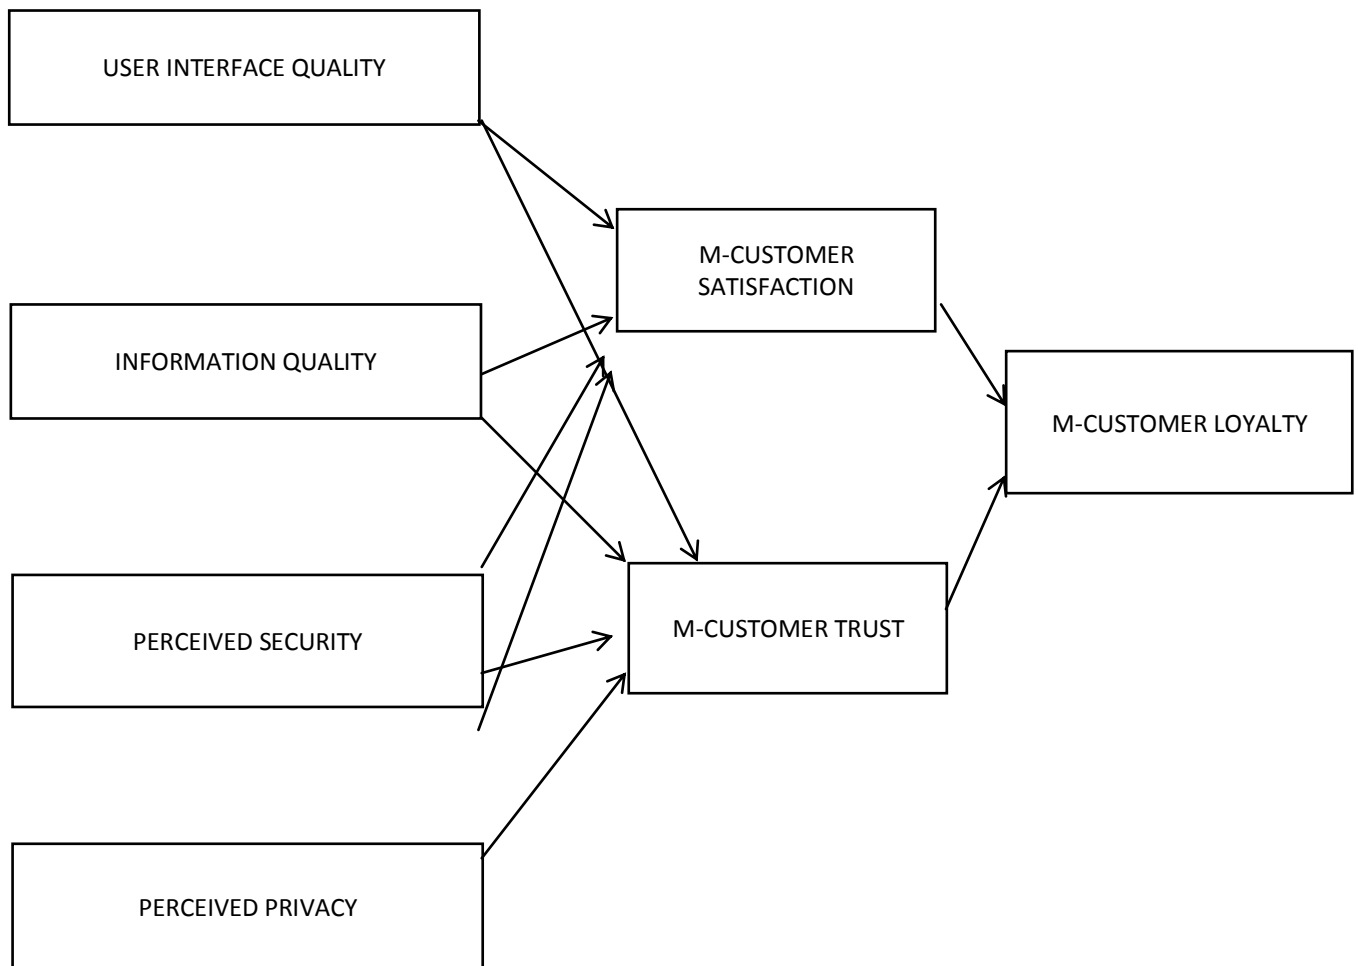 USER INTERFACE QUALITY
M-CUSTOMER
SATISFACTION
INFORMATION QUALITY
M-CUSTOMER LOYALTY
PERCEIVED SECURITY
M-CUSTOMER TRUST
PERCEIVED PRIVACY